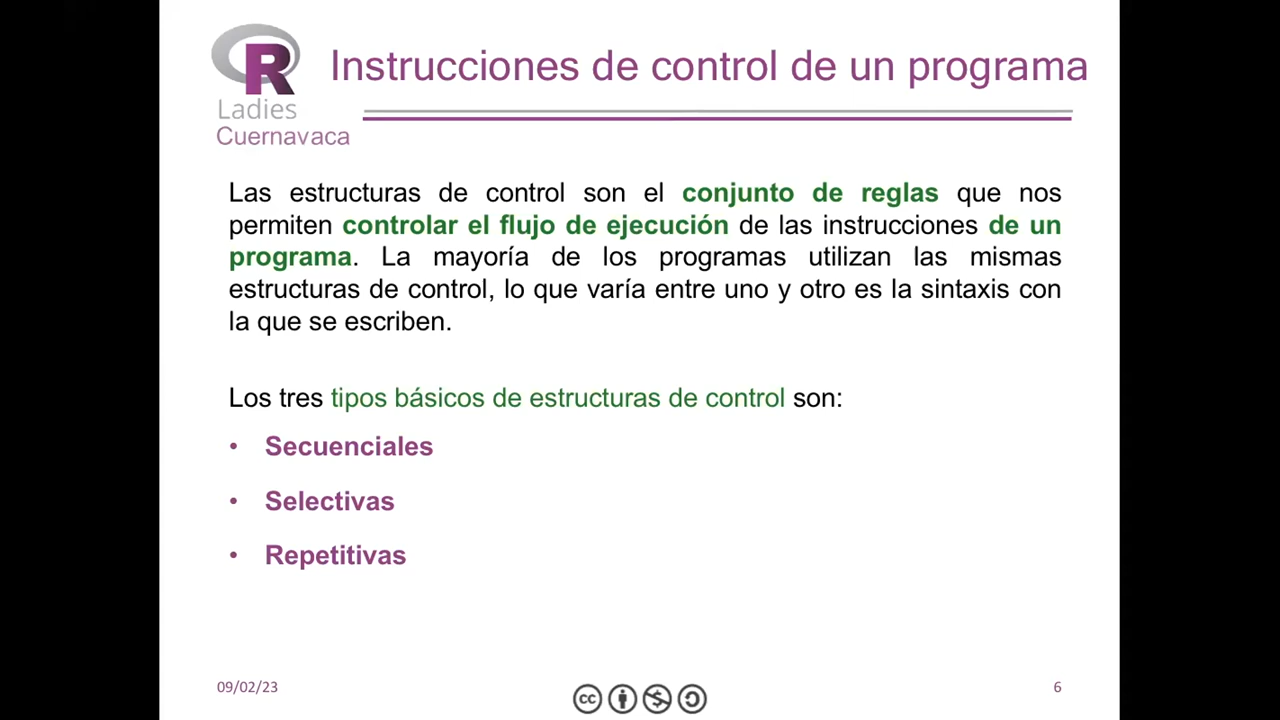 R
Ladies
Cuernavaca
Instrucciones de control de un programa
Las estructuras de control son el conjunto de reglas que nos
permiten controlar el flujo de ejecución de las instrucciones de un
programa. La mayoría de los programas utilizan las mismas
estructuras de control, lo que varía entre uno y otro es la sintaxis con
la que se escriben.
Los tres tipos básicos de estructuras de control son:
• Secuenciales
• Selectivas
• Repetitivas
09/02/23
cc
6